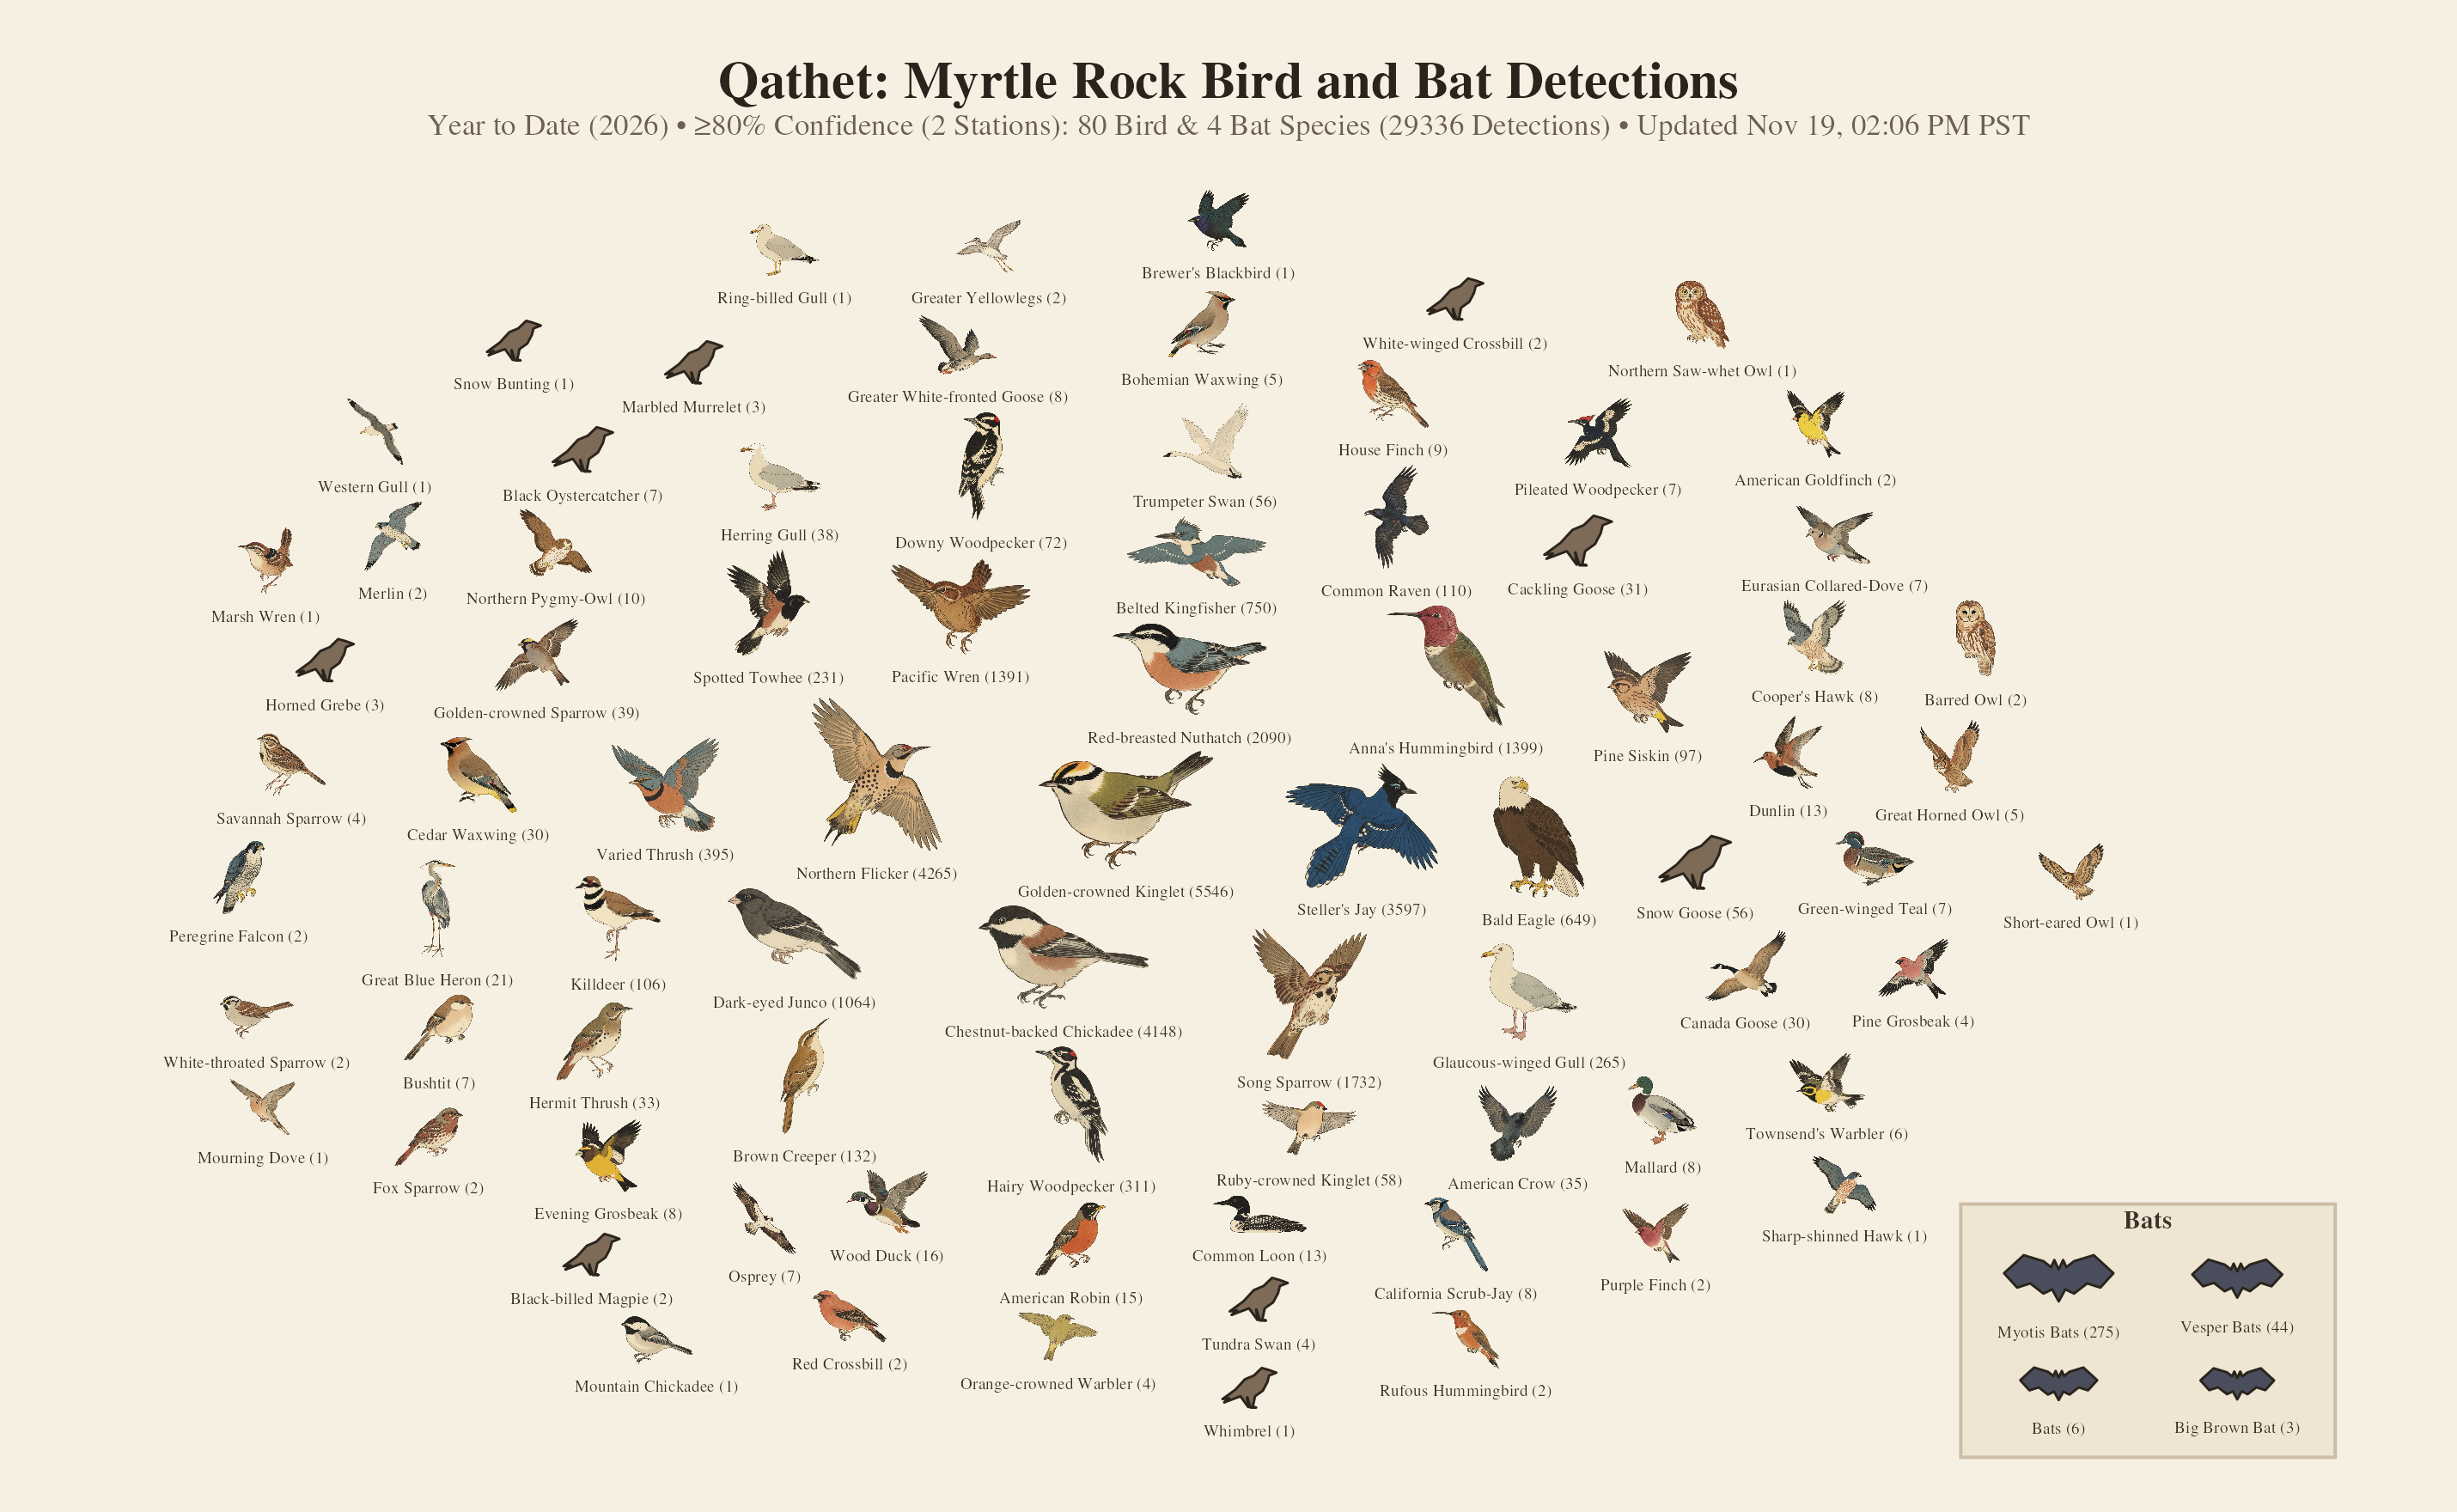 Qathet: Myrtle Rock Bird and Bat Detections
Year to Date (2026) • ≥80% Confidence (2 Stations): 80 Bird & 4 Bat Species (29336 Detections) • Updated Nov 19, 02:06 PM PST
Brewer's Blackbird (1)
Ring-billed Gull (1)
Greater Yellowlegs (2)
White-winged Crossbill (2)
Northern Saw-whet Owl (1)
Snow Bunting (1)
Marbled Murrelet (3)
Greater White-fronted Goose (8)
Bohemian Waxwing (5)
House Finch (9)
Western Gull (1)
Black Oystercatcher (7)
Herring Gull (38)
Downy Woodpecker (72)
Trumpeter Swan (56)
Pileated Woodpecker (7)
American Goldfinch (2)
Marsh Wren (1)
Merlin (2)
Northern Pygmy-Owl (10)
Belted Kingfisher (750)
Common Raven (110)
Cackling Goose (31)
Eurasian Collared-Dove (7)
Horned Grebe (3)
Golden-crowned Sparrow (39)
Spotted Towhee (231)
Pacific Wren (1391)
Red-breasted Nuthatch (2090)
Anna's Hummingbird (1399)
Pine Siskin (97)
Cooper's Hawk (8)
Barred Owl (2)
Savannah Sparrow (4)
Cedar Waxwing (30)
Varied Thrush (395)
Northern Flicker (4265)
Golden-crowned Kinglet (5546)
Steller's Jay (3597)
Bald Eagle (649)
Dunlin (13)
Great Horned Owl (5)
Peregrine Falcon (2)
Great Blue Heron (21)
Killdeer (106)
Dark-eyed Junco (1064)
Chestnut-backed Chickadee (4148)
Snow Goose (56)
Green-winged Teal (7)
Short-eared Owl (1)
White-throated Sparrow (2)
Bushtit (7)
Hermit Thrush (33)
Song Sparrow (1732)
Glaucous-winged Gull (265)
Canada Goose (30)
Pine Grosbeak (4)
Mourning Dove (1)
Fox Sparrow (2)
Evening Grosbeak (8)
Brown Creeper (132)
Hairy Woodpecker (311)
Ruby-crowned Kinglet (58)
American Crow (35)
Mallard (8)
Townsend's Warbler (6)
Black-billed Magpie (2)
Osprey (7)
Wood Duck (16)
American Robin (15)
Common Loon (13)
California Scrub-Jay (8)
Purple Finch (2)
Sharp-shinned Hawk (1)
Mountain Chickadee (1)
Red Crossbill (2)
Orange-crowned Warbler (4)
Tundra Swan (4)
Rufous Hummingbird (2)
Whimbrel (1)
Bats
Myotis Bats (275)
Vesper Bats (44)
Bats (6)
Big Brown Bat (3)